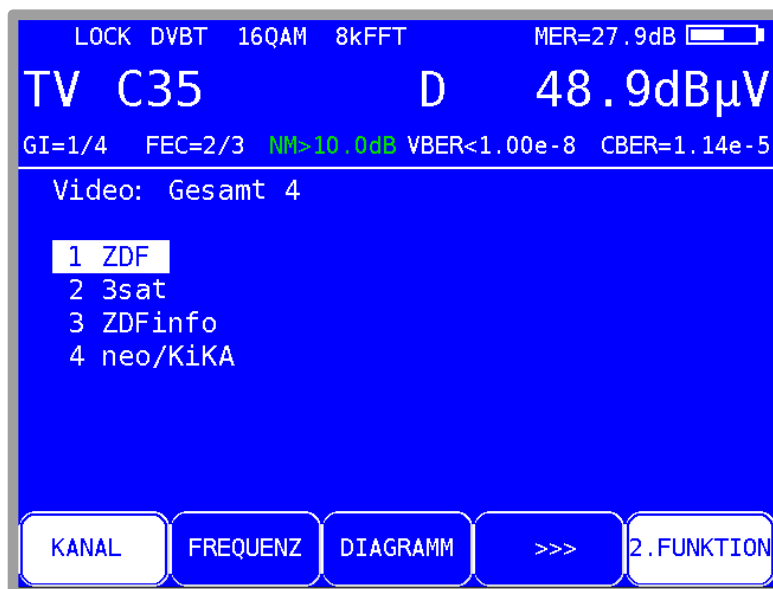 LOCK DVBT 16QAM 8kFFT MER=27.9dB
TV C35 D 48.9dBµV
GI=1/4 FEC=2/3 NM>10.0dB VBER<1.00e-8 CBER=1.14e-5
Video: Gesamt 4
1 ZDF
2 3sat
3 ZDFinfo
4 neo/KiKA
KANAL FREQUENZ DIAGRAMM >>> 2.FUNKTION